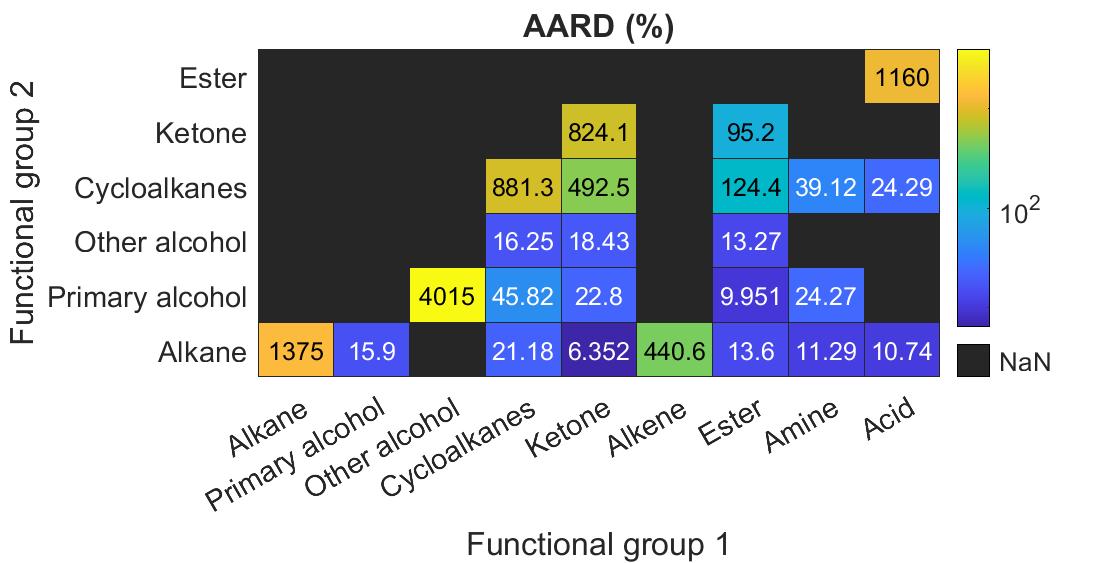 AARD (%)
Functional group 2
Ester 1160
Ketone 824.1 95.2
Cycloalkanes 881.3 492.5 124.4 39.12 24.29
Other alcohol 16.25 18.43 13.27
Primary alcohol 4015 45.82 22.8 9.951 24.27
Alkane 1375 15.9 21.18 6.352 440.6 13.6 11.29 10.74
10²
NaN
Alkane Primary alcohol Other alcohol Cycloalkanes Ketone Alkene Ester Amine Acid
Functional group 1